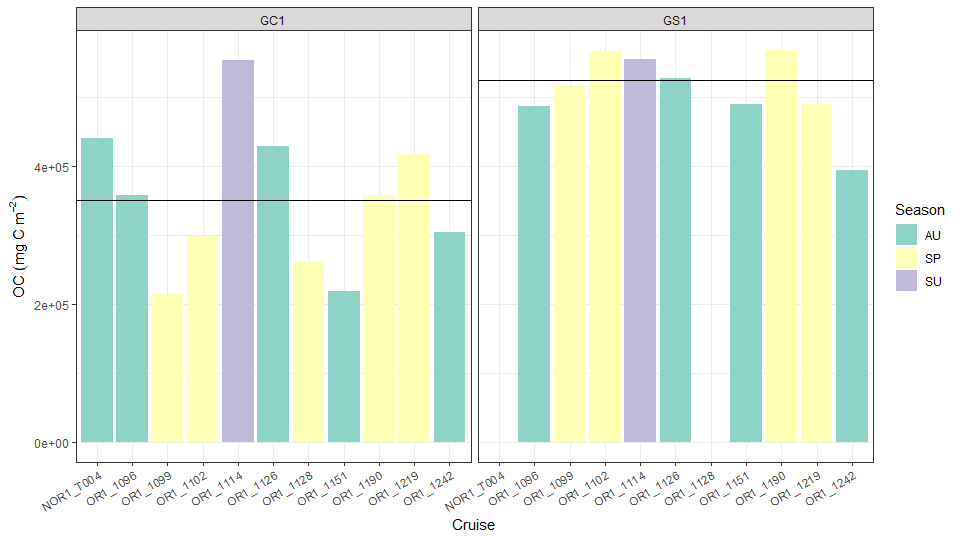 GC1
GS1
OC (mg C m⁻²)
4e+05
2e+05
0e+00
NOR1_T004
OR1_1096
OR1_1099
OR1_1102
OR1_1114
OR1_1126
OR1_1128
OR1_1151
OR1_1190
OR1_1219
OR1_1242
NOR1_T004
OR1_1096
OR1_1099
OR1_1102
OR1_1114
OR1_1126
OR1_1128
OR1_1151
OR1_1190
OR1_1219
OR1_1242
Cruise
Season
AU
SP
SU